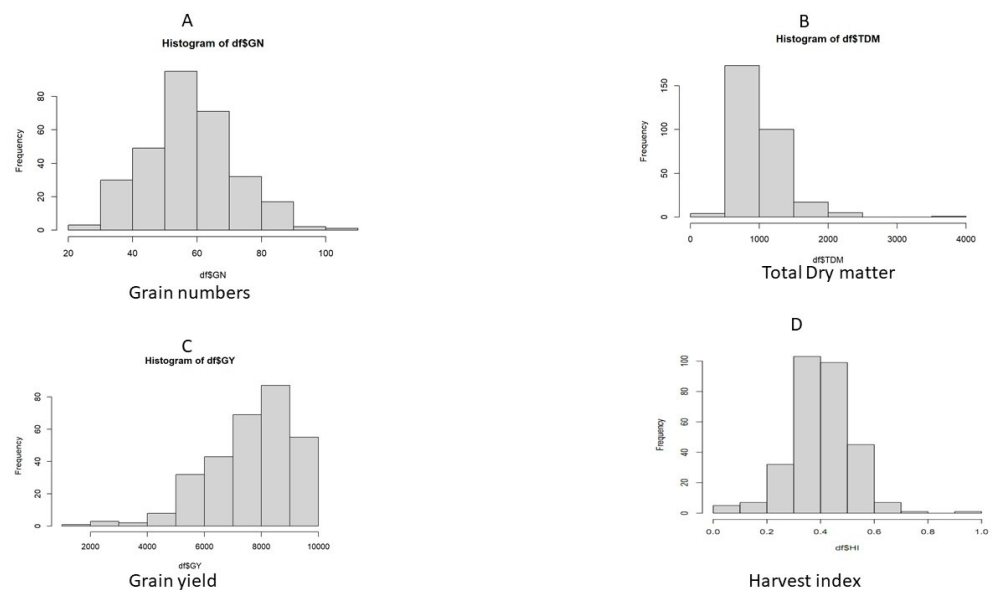 A
Histogram of df$GN
Frequency
80
60
40
20
0
20 40 60 80 100
df$GN
Grain numbers
B
Histogram of df$TDM
Frequency
150
100
50
0
0 1000 2000 3000 4000
df$TDM
Total Dry matter
C
Histogram of df$GY
Frequency
80
60
40
20
0
2000 4000 6000 8000 10000
df$GY
Grain yield
D
Frequency
100
80
60
40
20
0
0.0 0.2 0.4 0.6 0.8 1.0
df$HI
Harvest index